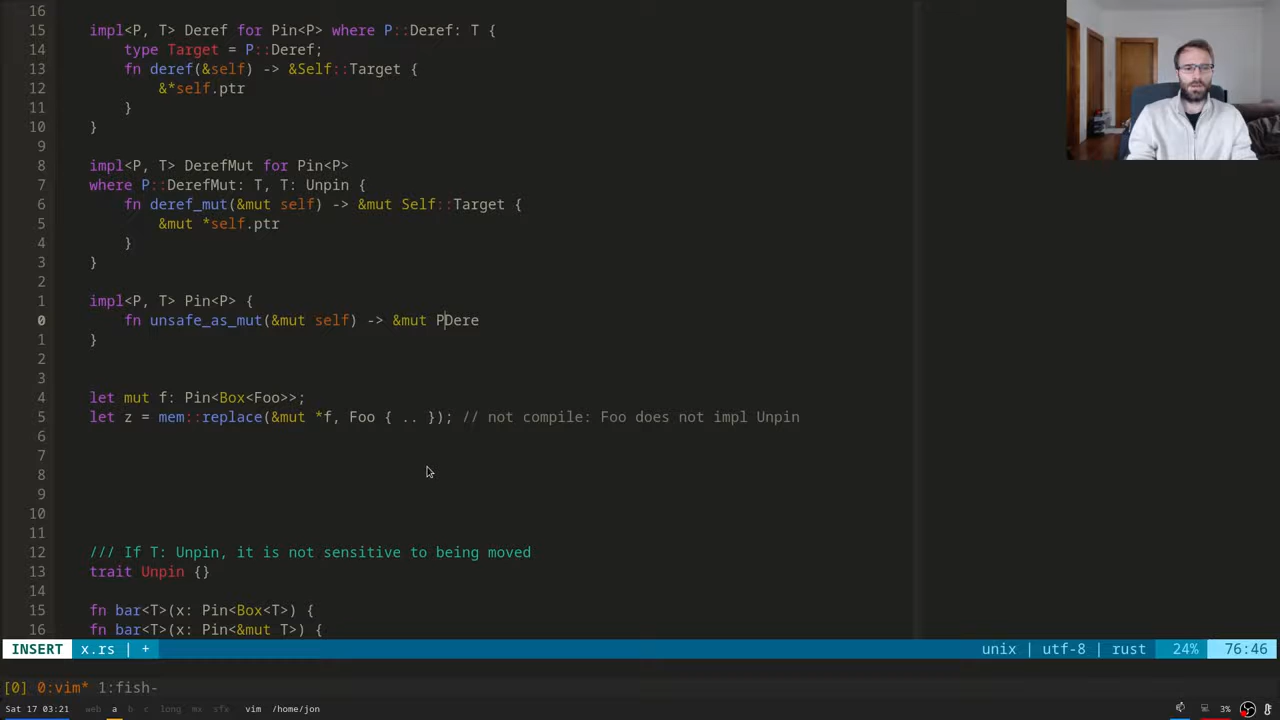 16
15 impl<P, T> Deref for Pin<P> where P::Deref: T {
14 type Target = P::Deref;
13 fn deref(&self) -> &Self::Target {
12 &*self.ptr
11 }
10 }
9
8 impl<P, T> DerefMut for Pin<P>
7 where P::DerefMut: T, T: Unpin {
6 fn deref_mut(&mut self) -> &mut Self::Target {
5 &mut *self.ptr
4 }
3 }
2
1 impl<P, T> Pin<P> {
0 fn unsafe_as_mut(&mut self) -> &mut PDere
1 }
2
3
4 let mut f: Pin<Box<Foo>>;
5 let z = mem::replace(&mut *f, Foo { .. }); // not compile: Foo does not impl Unpin
6
7
8
9
10
11
12 /// If T: Unpin, it is not sensitive to being moved
13 trait Unpin {}
14
15 fn bar<T>(x: Pin<Box<T>) {
16 fn bar<T>(x: Pin<&mut T>) {
INSERT x.rs | + unix | utf-8 | rust 24% 76:46
[0] 0:vim* 1:fish-
Sat 17 03:21 web a b c long mx sfx vim /home/jon 3%